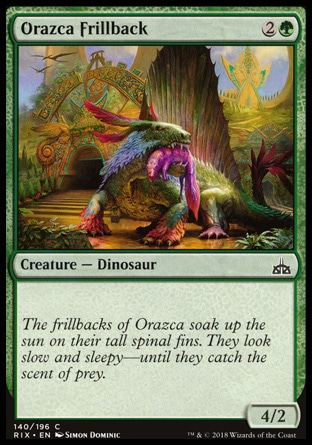 Orazca Frillback 2
Creature — Dinosaur
The frillbacks of Orazca soak up the
sun on their tall spinal fins. They look
slow and sleepy—until they catch the
scent of prey.
4/2
140/196 C
RIX • EN Simon Dominic
™ & © 2018 Wizards of the Coast